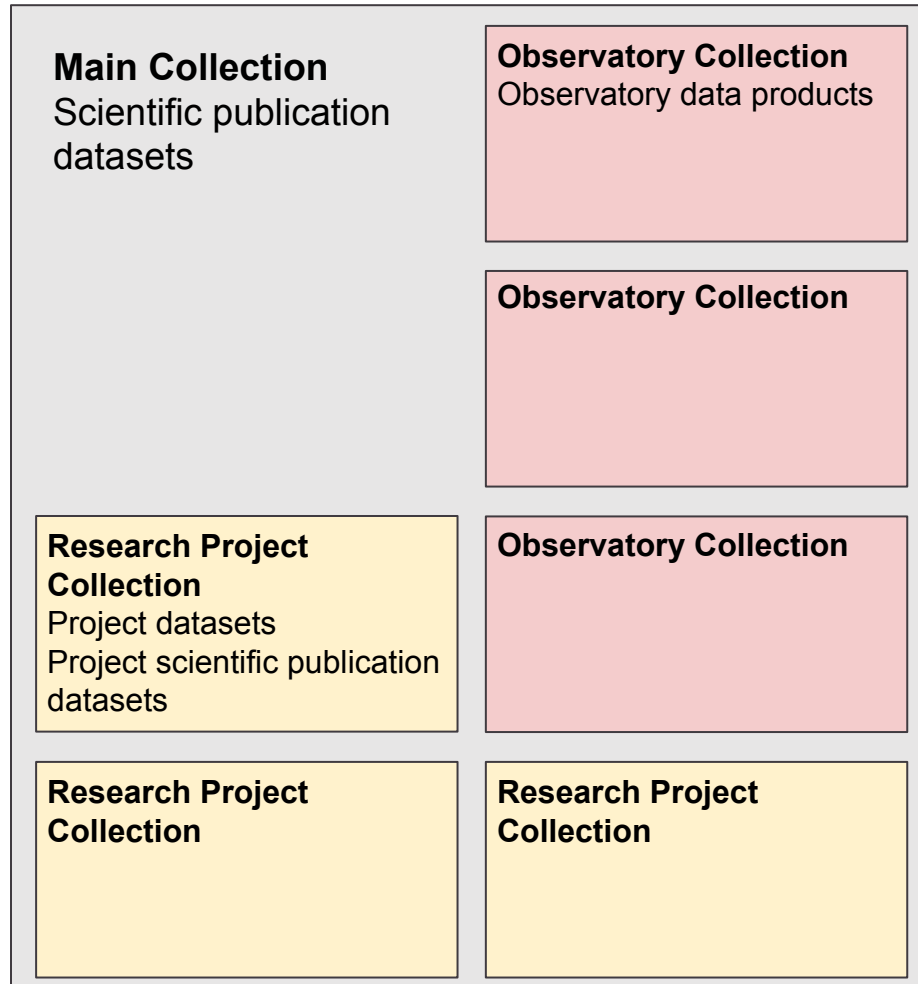 Main Collection
Scientific publication
datasets
Observatory Collection
Observatory data products
Observatory Collection
Research Project
Collection
Project datasets
Project scientific publication
datasets
Observatory Collection
Research Project
Collection
Research Project
Collection